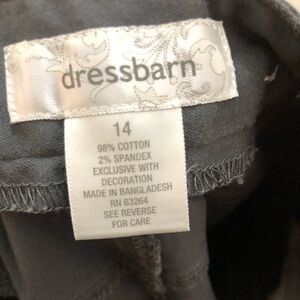 dressbarn
14
98% COTTON
2% SPANDEX
EXCLUSIVE WITH
DECORATION
MADE IN BANGLADESH
RN 63264
SEE REVERSE
FOR CARE